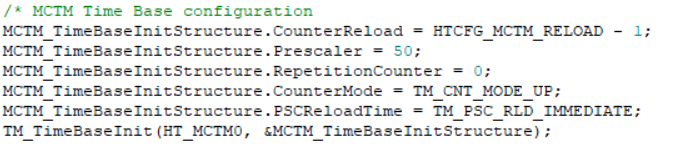 /* MCTM Time Base configuration
MCTM_TimeBaseInitStructure.CounterReload = HTCFG_MCTM_RELOAD - 1;
MCTM_TimeBaseInitStructure.Prescaler = 50;
MCTM_TimeBaseInitStructure.RepetitionCounter = 0;
MCTM_TimeBaseInitStructure.CounterMode = TM_CNT_MODE_UP;
MCTM_TimeBaseInitStructure.PSCReloadTime = TM_PSC_RLD_IMMEDIATE;
TM_TimeBaseInit(HT_MCTM0, &MCTM_TimeBaseInitStructure);